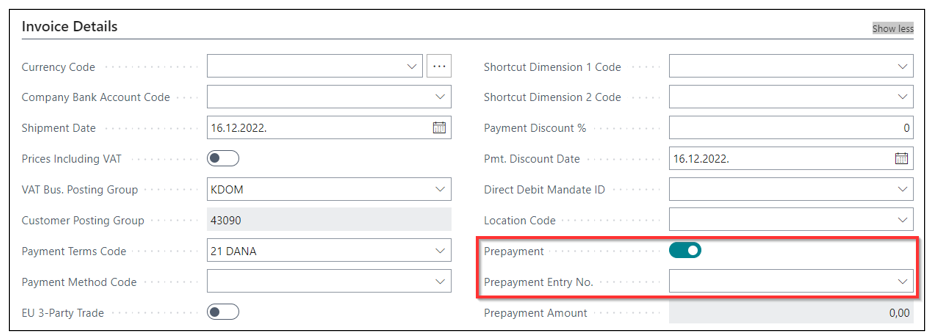 Invoice Details
Show less
Currency Code
Company Bank Account Code
Shipment Date 16.12.2022.
Prices Including VAT
VAT Bus. Posting Group KDOM
Customer Posting Group 43090
Payment Terms Code 21 DANA
Payment Method Code
EU 3-Party Trade
Shortcut Dimension 1 Code
Shortcut Dimension 2 Code
Payment Discount % 0
Pmt. Discount Date 16.12.2022.
Direct Debit Mandate ID
Location Code
Prepayment
Prepayment Entry No.
Prepayment Amount 0,00